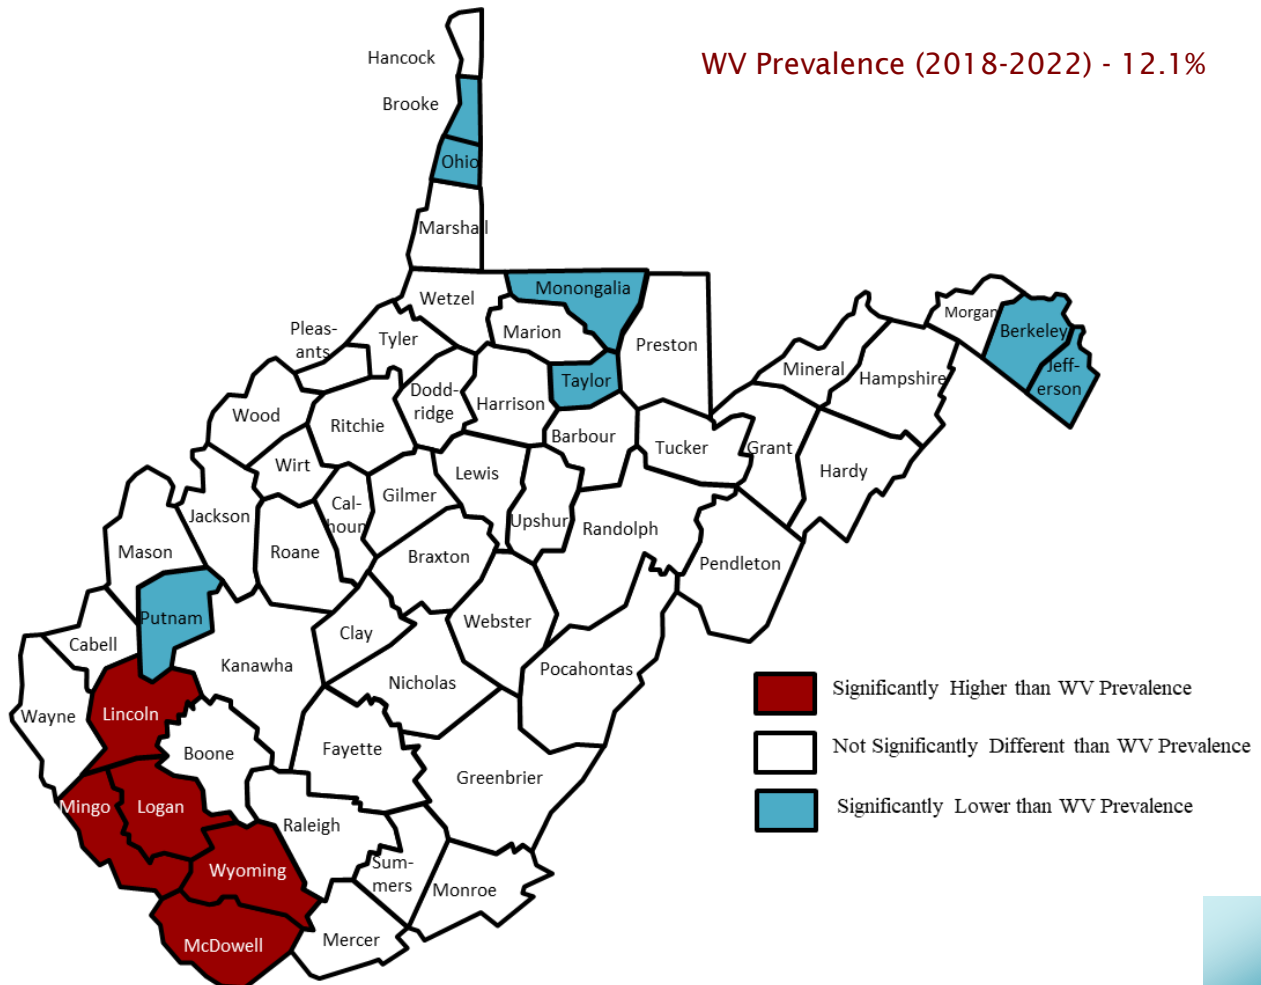 Hancock
WV Prevalence (2018-2022) - 12.1%
Brooke
Ohio
Marshall
Monongalia
Wetzel
Morgan
Pleas-
ants
Tyler
Marion
Preston
Berkeley
Jeff-
erson
Mineral
Hampshire
Taylor
Dodd-
ridge
Harrison
Wood
Ritchie
Barbour
Tucker
Grant
Hardy
Wirt
Lewis
Gilmer
Cal-
houn
Jackson
Upshur
Randolph
Mason
Roane
Braxton
Pendleton
Putnam
Clay
Webster
Cabell
Kanawha
Pocahontas
Nicholas
Significantly Higher than WV Prevalence
Wayne
Lincoln
Boone
Fayette
Not Significantly Different than WV Prevalence
Greenbrier
Mingo
Logan
Significantly Lower than WV Prevalence
Raleigh
Wyoming
Sum-
mers
Monroe
McDowell
Mercer